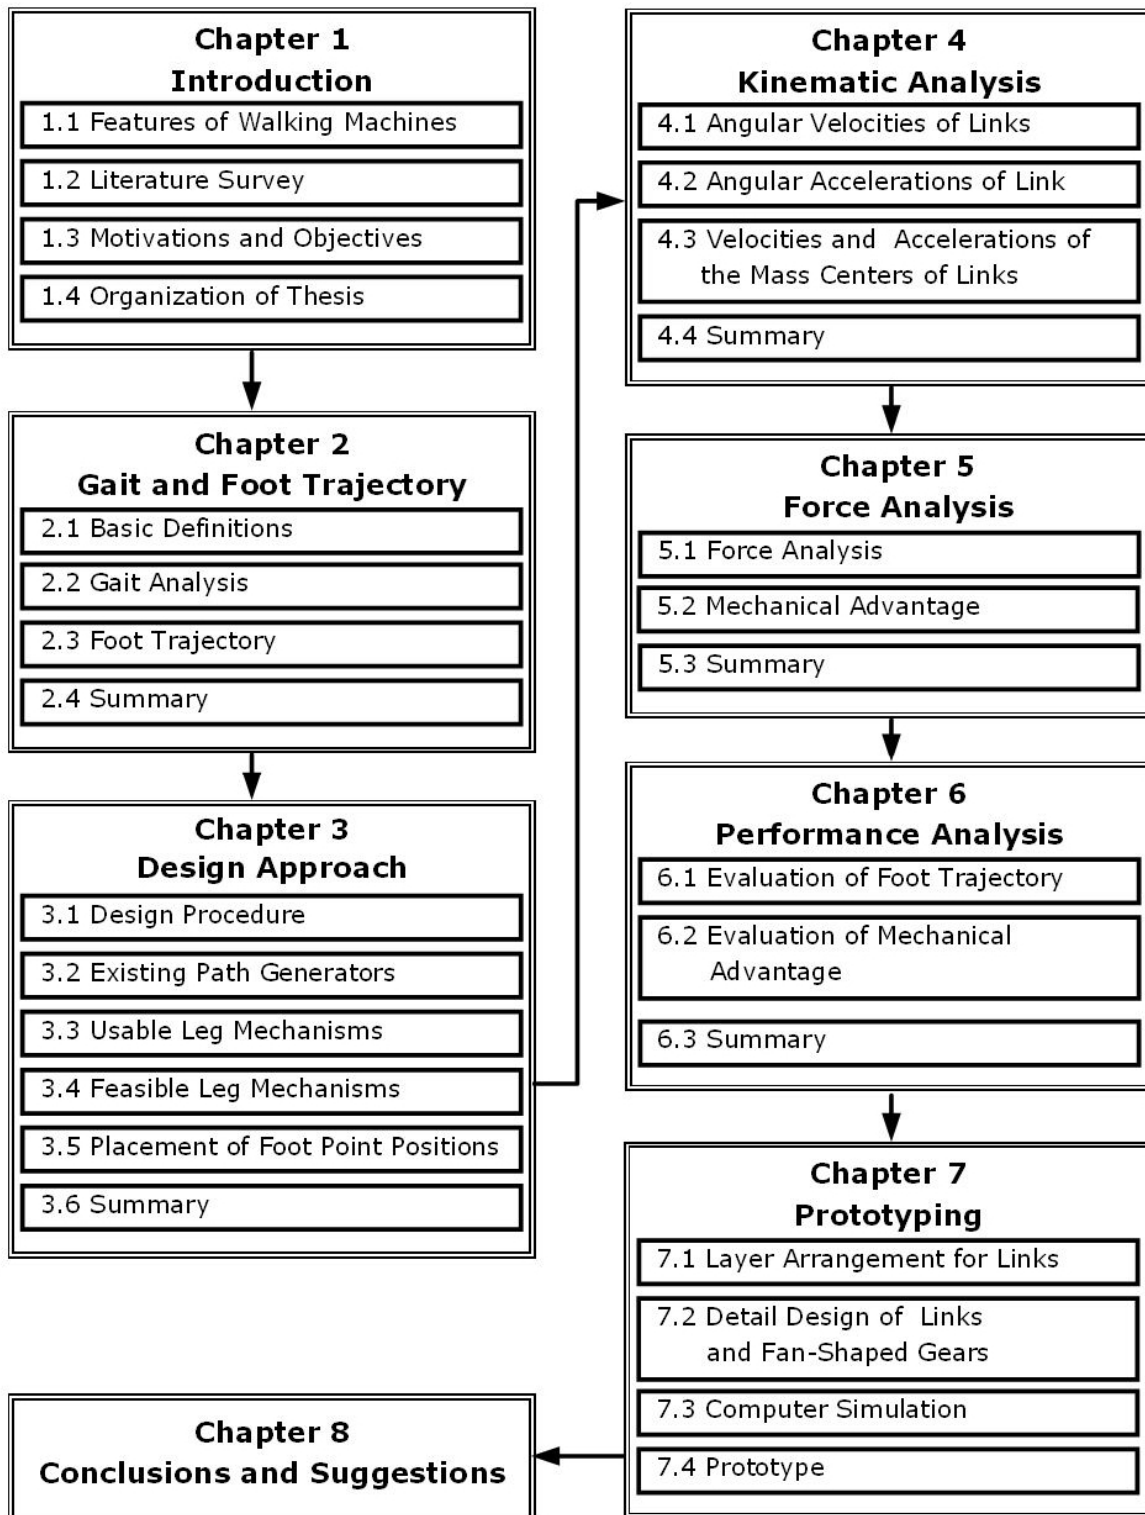 Chapter 1
Introduction
1.1 Features of Walking Machines
1.2 Literature Survey
1.3 Motivations and Objectives
1.4 Organization of Thesis
Chapter 2
Gait and Foot Trajectory
2.1 Basic Definitions
2.2 Gait Analysis
2.3 Foot Trajectory
2.4 Summary
Chapter 3
Design Approach
3.1 Design Procedure
3.2 Existing Path Generators
3.3 Usable Leg Mechanisms
3.4 Feasible Leg Mechanisms
3.5 Placement of Foot Point Positions
3.6 Summary
Chapter 4
Kinematic Analysis
4.1 Angular Velocities of Links
4.2 Angular Accelerations of Link
4.3 Velocities and Accelerations of
the Mass Centers of Links
4.4 Summary
Chapter 5
Force Analysis
5.1 Force Analysis
5.2 Mechanical Advantage
5.3 Summary
Chapter 6
Performance Analysis
6.1 Evaluation of Foot Trajectory
6.2 Evaluation of Mechanical
Advantage
6.3 Summary
Chapter 7
Prototyping
7.1 Layer Arrangement for Links
7.2 Detail Design of Links
and Fan-Shaped Gears
7.3 Computer Simulation
7.4 Prototype
Chapter 8
Conclusions and Suggestions